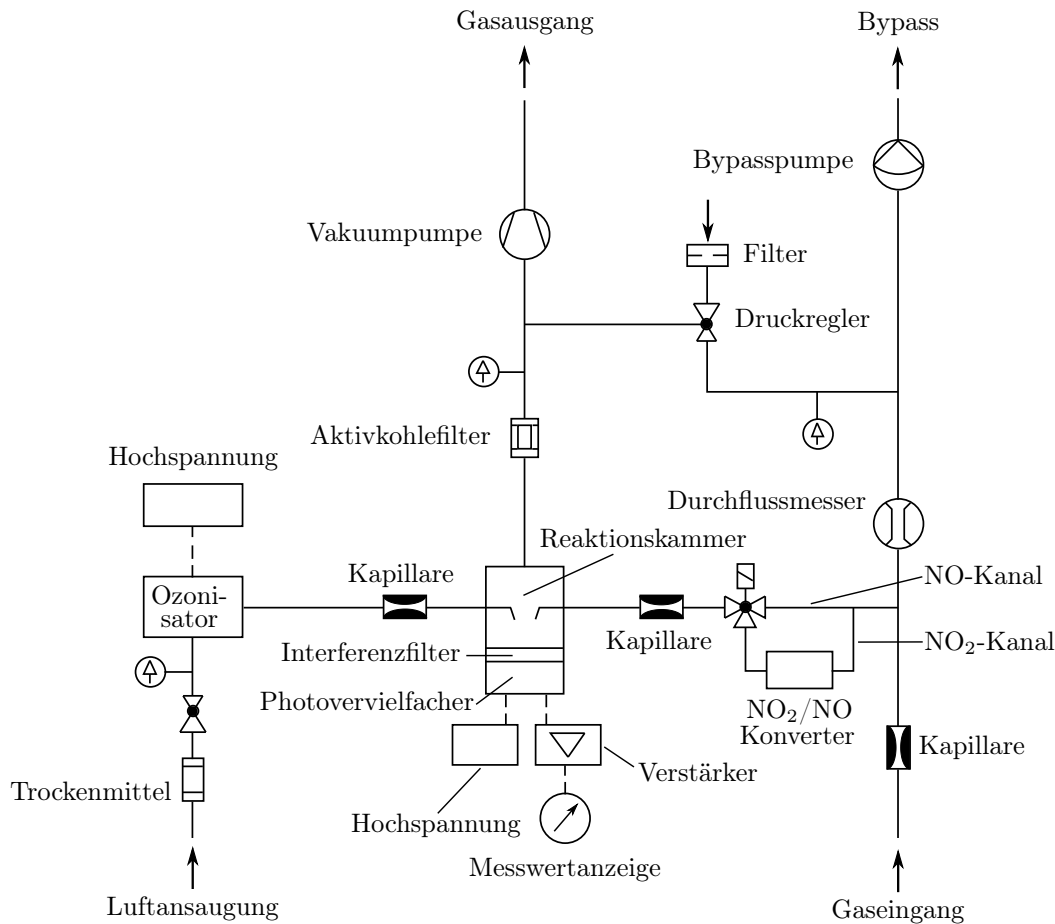 Gasausgang
Bypass
Bypasspumpe
Vakuumpumpe
Filter
Druckregler
Aktivkohlefilter
Hochspannung
Durchflussmesser
Reaktionskammer
Kapillare
NO-Kanal
Ozoni-
sator
Kapillare
NO₂-Kanal
Interferenzfilter
Photovervielfacher
NO₂/NO
Konverter
Kapillare
Trockenmittel
Verstärker
Hochspannung
Messwertanzeige
Luftansaugung
Gaseingang